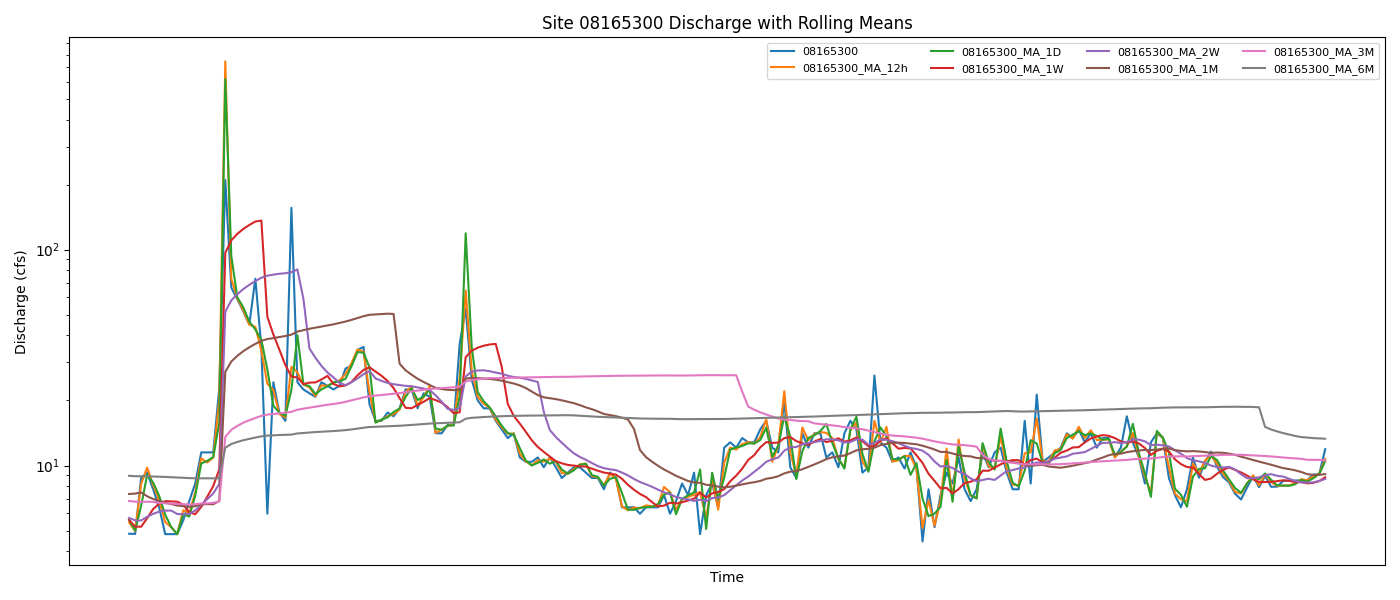 Site 08165300 Discharge with Rolling Means
08165300
08165300_MA_12h
08165300_MA_1D
08165300_MA_1W
08165300_MA_2W
08165300_MA_1M
08165300_MA_3M
08165300_MA_6M
Discharge (cfs)
10²
10¹
Time